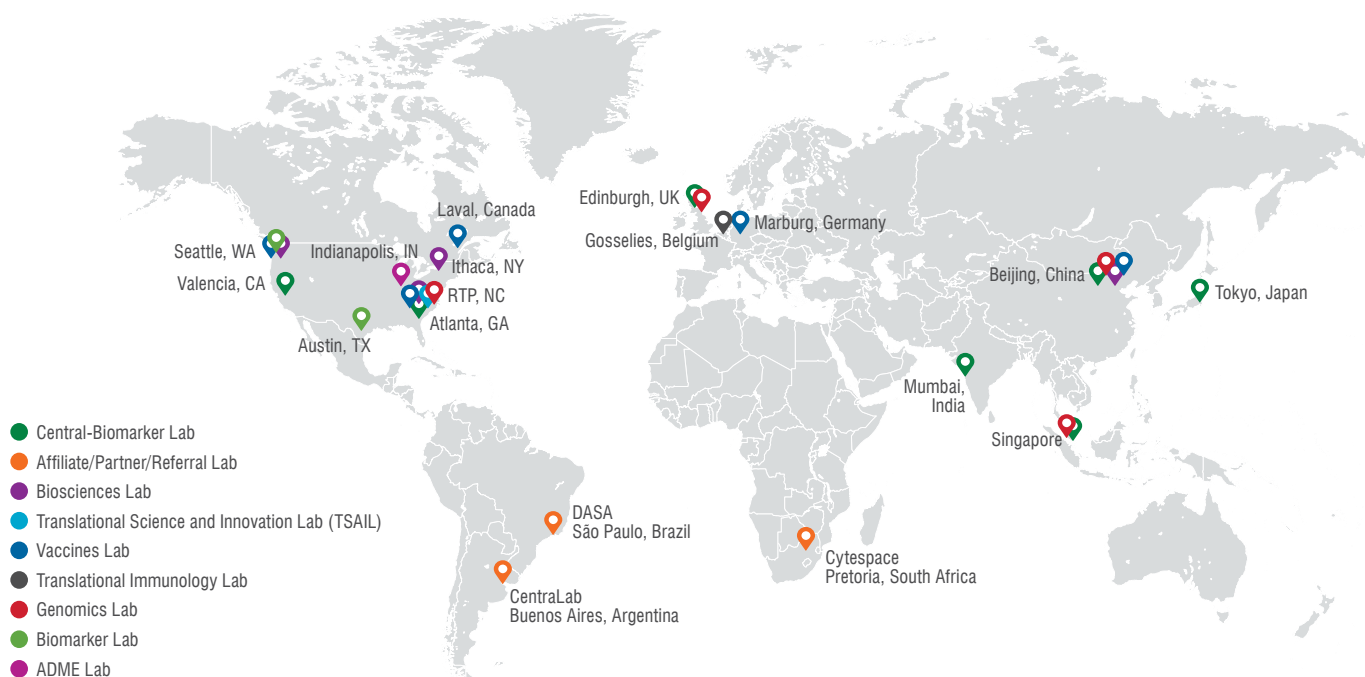 Laval, Canada
Seattle, WA
Indianapolis, IN
Ithaca, NY
Valencia, CA
RTP, NC
Atlanta, GA
Austin, TX
Edinburgh, UK
Marburg, Germany
Gosselies, Belgium
Beijing, China
Tokyo, Japan
Mumbai,
India
Singapore
DASA
São Paulo, Brazil
CentraLab
Buenos Aires, Argentina
Cytespace
Pretoria, South Africa
Central-Biomarker Lab
Affiliate/Partner/Referral Lab
Biosciences Lab
Translational Science and Innovation Lab (TSAIL)
Vaccines Lab
Translational Immunology Lab
Genomics Lab
Biomarker Lab
ADME Lab